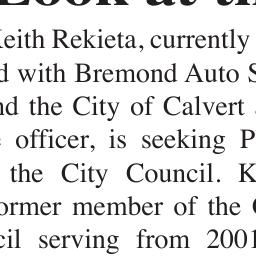 Look at th
Keith Rekieta, currently
d with Bremond Auto S
nd the City of Calvert
officer, is seeking P
the City Council. K
ormer member of the C
cil serving from 2001